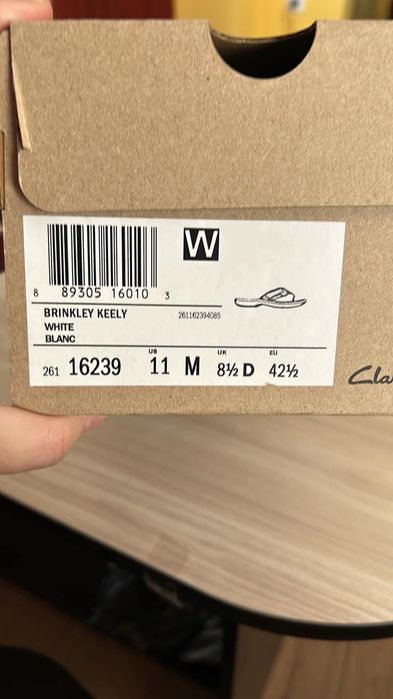 W
8 89305 16010 3
BRINKLEY KEELY 261162394085
WHITE
BLANC
US UK EU
261 16239 11 M 8½ D 42½